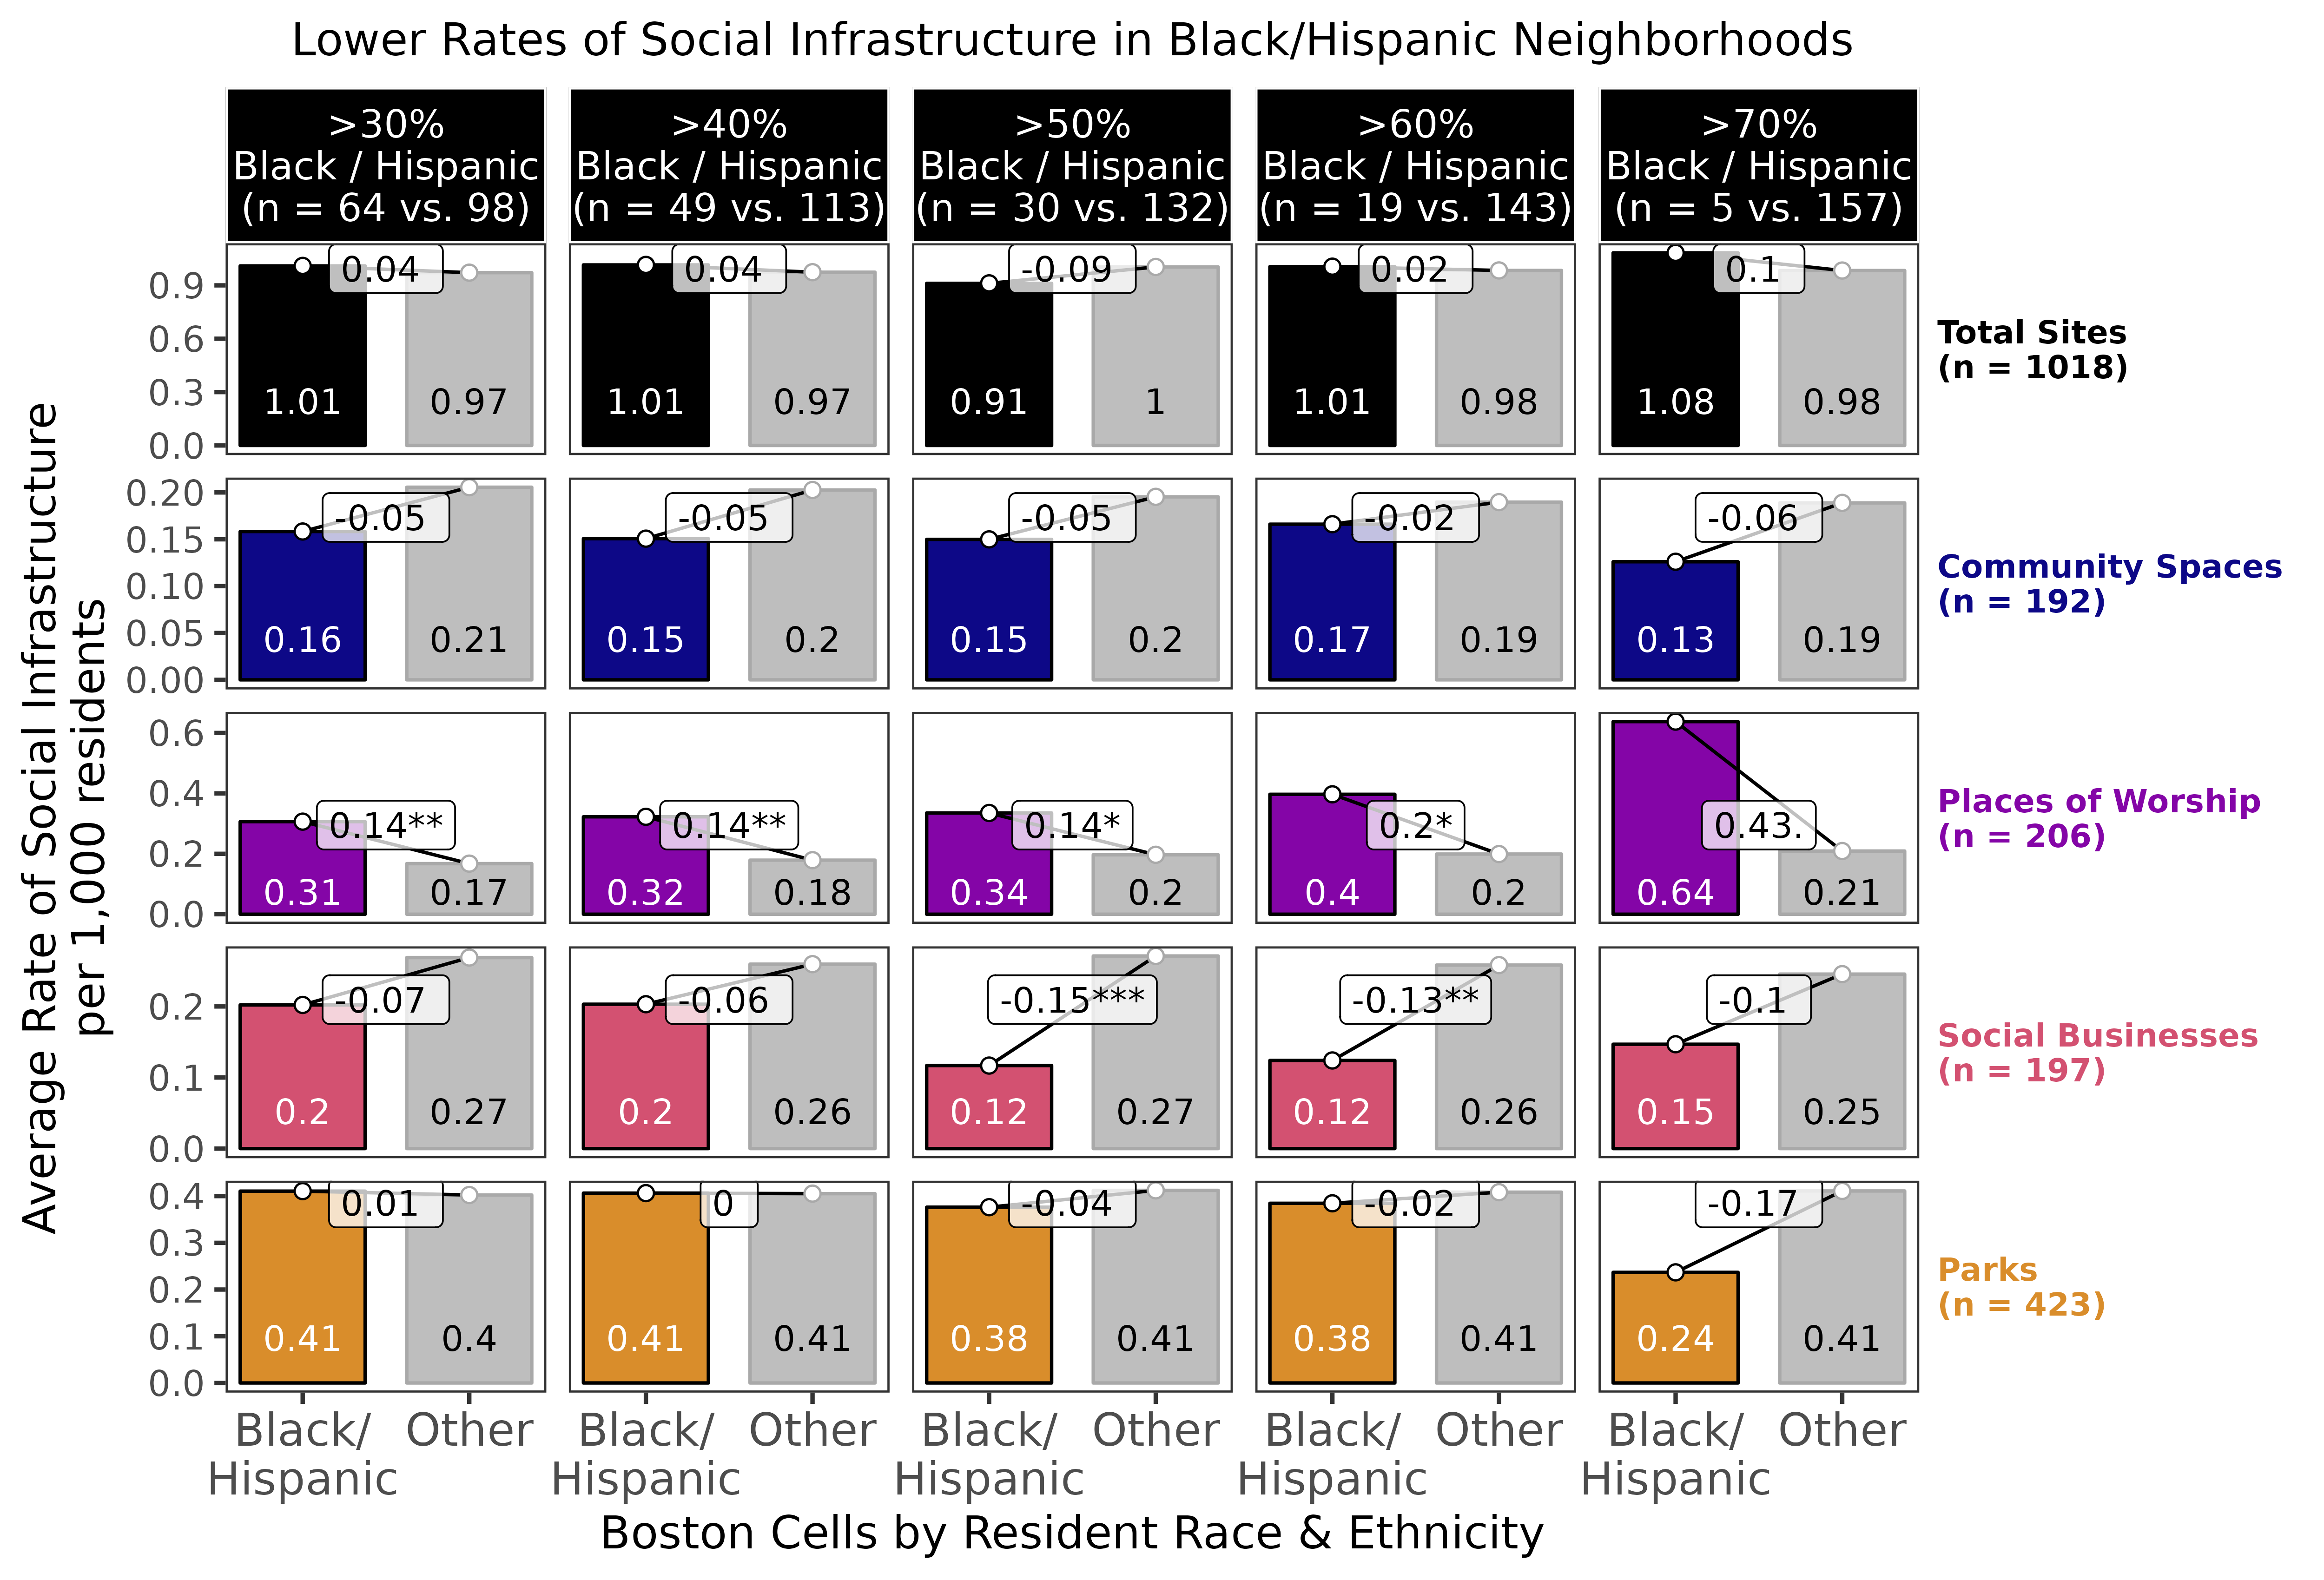 Lower Rates of Social Infrastructure in Black/Hispanic Neighborhoods
>30%
Black / Hispanic
(n = 64 vs. 98)
>40%
Black / Hispanic
(n = 49 vs. 113)
>50%
Black / Hispanic
(n = 30 vs. 132)
>60%
Black / Hispanic
(n = 19 vs. 143)
>70%
Black / Hispanic
(n = 5 vs. 157)
Average Rate of Social Infrastructure
per 1,000 residents
0.9
0.6
0.3
0.0
0.04
1.01
0.97
0.04
1.01
0.97
-0.09
0.91
1
0.02
1.01
0.98
0.1
1.08
0.98
Total Sites
(n = 1018)
0.20
0.15
0.10
0.05
0.00
-0.05
0.16
0.21
-0.05
0.15
0.2
-0.05
0.15
0.2
-0.02
0.17
0.19
-0.06
0.13
0.19
Community Spaces
(n = 192)
0.6
0.4
0.2
0.0
0.14**
0.31
0.17
0.14**
0.32
0.18
0.14*
0.34
0.2
0.2*
0.4
0.2
0.43.
0.64
0.21
Places of Worship
(n = 206)
0.2
0.1
0.0
-0.07
0.2
0.27
-0.06
0.2
0.26
-0.15***
0.12
0.27
-0.13**
0.12
0.26
-0.1
0.15
0.25
Social Businesses
(n = 197)
0.4
0.3
0.2
0.1
0.0
0.01
0.41
0.4
0
0.41
0.41
-0.04
0.38
0.41
-0.02
0.38
0.41
-0.17
0.24
0.41
Parks
(n = 423)
Black/
Hispanic
Other
Black/
Hispanic
Other
Black/
Hispanic
Other
Black/
Hispanic
Other
Black/
Hispanic
Other
Boston Cells by Resident Race & Ethnicity